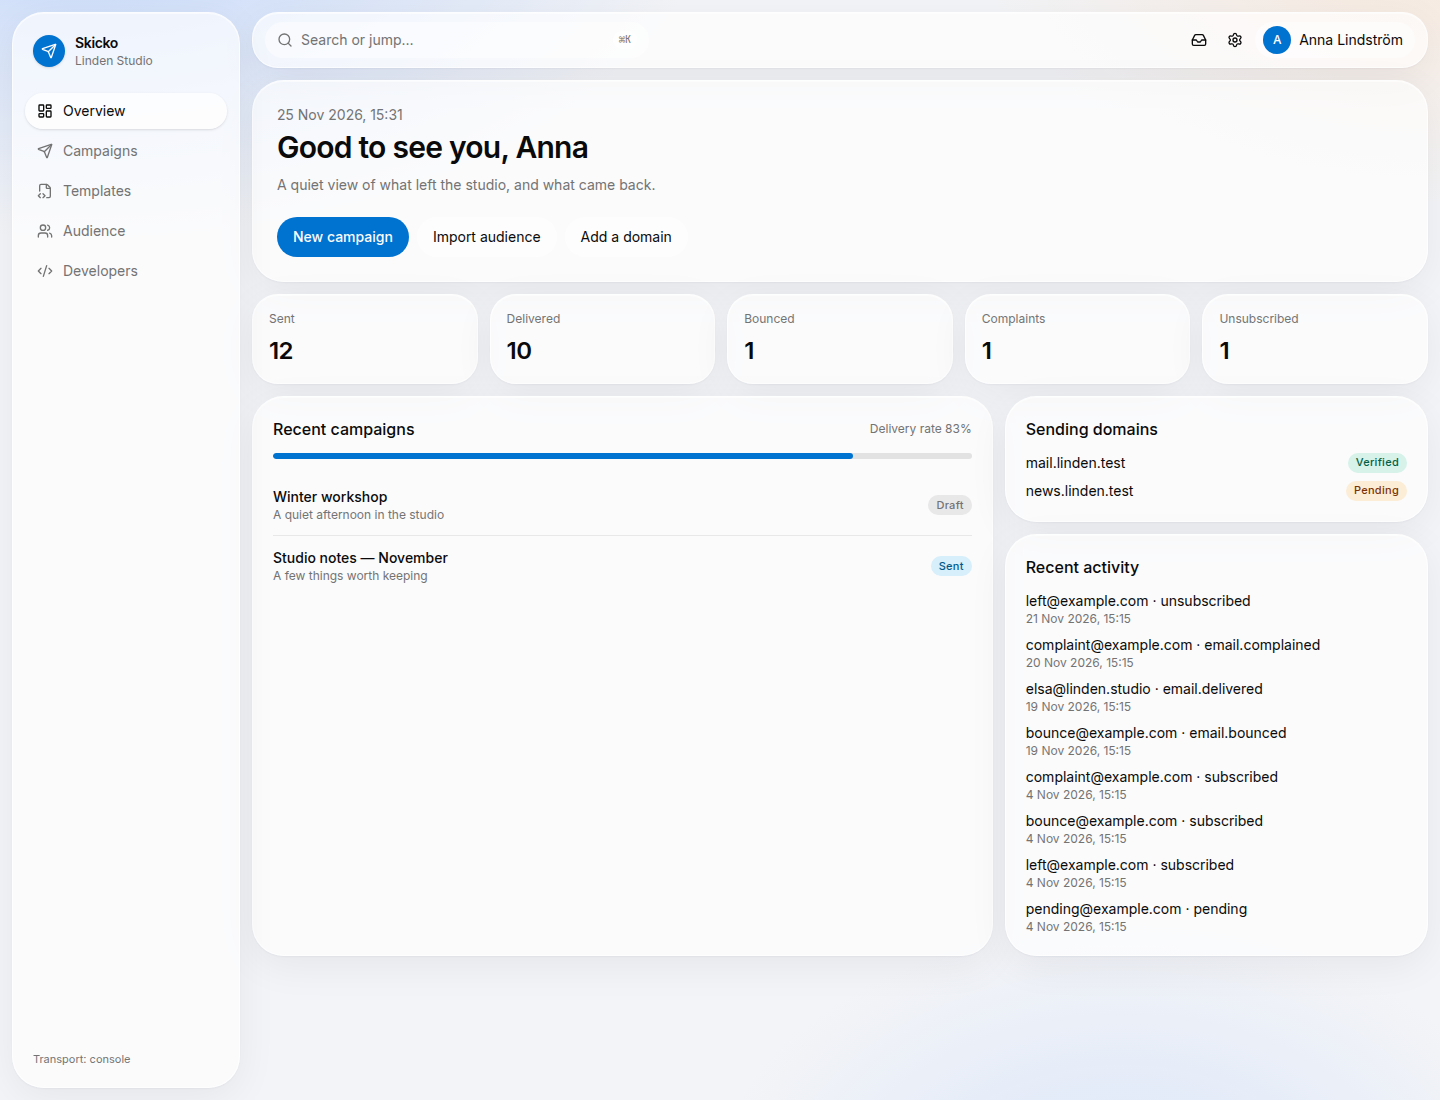 Skicko
Linden Studio
Overview
Campaigns
Templates
Audience
Developers
Transport: console
Search or jump...
⌘K
A
Anna Lindström
25 Nov 2026, 15:31
Good to see you, Anna
A quiet view of what left the studio, and what came back.
New campaign
Import audience
Add a domain
Sent
12
Delivered
10
Bounced
1
Complaints
1
Unsubscribed
1
Recent campaigns
Delivery rate 83%
Winter workshop
A quiet afternoon in the studio
Draft
Studio notes — November
A few things worth keeping
Sent
Sending domains
mail.linden.test
Verified
news.linden.test
Pending
Recent activity
left@example.com · unsubscribed
21 Nov 2026, 15:15
complaint@example.com · email.complained
20 Nov 2026, 15:15
elsa@linden.studio · email.delivered
19 Nov 2026, 15:15
bounce@example.com · email.bounced
19 Nov 2026, 15:15
complaint@example.com · subscribed
4 Nov 2026, 15:15
bounce@example.com · subscribed
4 Nov 2026, 15:15
left@example.com · subscribed
4 Nov 2026, 15:15
pending@example.com · pending
4 Nov 2026, 15:15